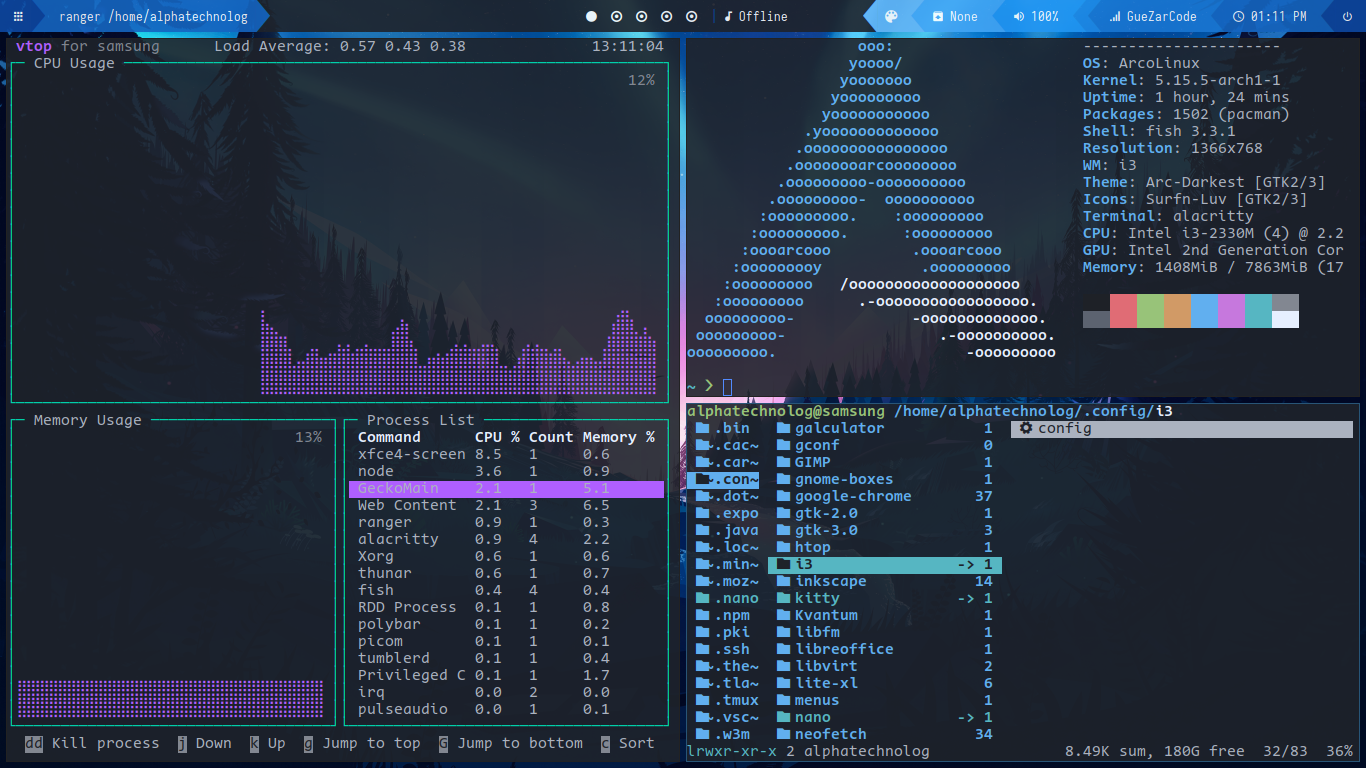 ranger /home/alphatechnolog
Offline
None
100%
GueZarCode
01:11 PM
vtop for samsung
Load Average: 0.57 0.43 0.38
13:11:04
CPU Usage
12%
Memory Usage
13%
Process List
Command CPU % Count Memory %
xfce4-screen 8.5 1 0.6
node 3.6 1 0.9
GeckoMain 2.1 1 5.1
Web Content 2.1 3 6.5
ranger 0.9 1 0.3
alacritty 0.9 4 2.2
Xorg 0.6 1 0.6
thunar 0.6 1 0.7
fish 0.4 4 0.4
RDD Process 0.1 1 0.8
polybar 0.1 1 0.2
picom 0.1 1 0.1
tumblerd 0.1 1 0.4
Privileged C 0.1 1 1.7
irq 0.0 2 0.0
pulseaudio 0.0 1 0.1
dd Kill process j Down k Up g Jump to top G Jump to bottom c Sort
ooo:
yoooo/
yooooooo
yooooooooo
yooooooooooo
.yooooooooooooo
.oooooooooooooooo
.oooooooarcoooooooo
.ooooooooo-oooooooooo
.ooooooooo-  oooooooooo
:ooooooooo.    :ooooooooo
:ooooooooo.      :ooooooooo
:oooarcooo         .oooarcooo
:ooooooooy           .ooooooooo
:ooooooooo   /ooooooooooooooooooo
:ooooooooo      .-ooooooooooooooooo.
ooooooooo-             -ooooooooooooo.
ooooooooo-                 .-oooooooooo.
ooooooooo.                     -ooooooooo
----------------------
OS: ArcoLinux
Kernel: 5.15.5-arch1-1
Uptime: 1 hour, 24 mins
Packages: 1502 (pacman)
Shell: fish 3.3.1
Resolution: 1366x768
WM: i3
Theme: Arc-Darkest [GTK2/3]
Icons: Surfn-Luv [GTK2/3]
Terminal: alacritty
CPU: Intel i3-2330M (4) @ 2.2
GPU: Intel 2nd Generation Cor
Memory: 1408MiB / 7863MiB (17
~ ❯
alphatechnolog@samsung /home/alphatechnolog/.config/i3
.bin galculator 1 config
.cac~ gconf 0
.car~ GIMP 1
.con~ gnome-boxes 1
.dot~ google-chrome 37
.expo gtk-2.0 1
.java gtk-3.0 3
.loc~ htop 1
.min~ i3 -> 1
.moz~ inkscape 14
.nano kitty -> 1
.npm Kvantum 1
.pki libfm 1
.ssh libreoffice 1
.the~ libvirt 2
.tla~ lite-xl 6
.tmux menus 1
.vsc~ nano -> 1
.w3m neofetch 34
lrwxr-xr-x 2 alphatechnolog 8.49K sum, 180G free 32/83 36%